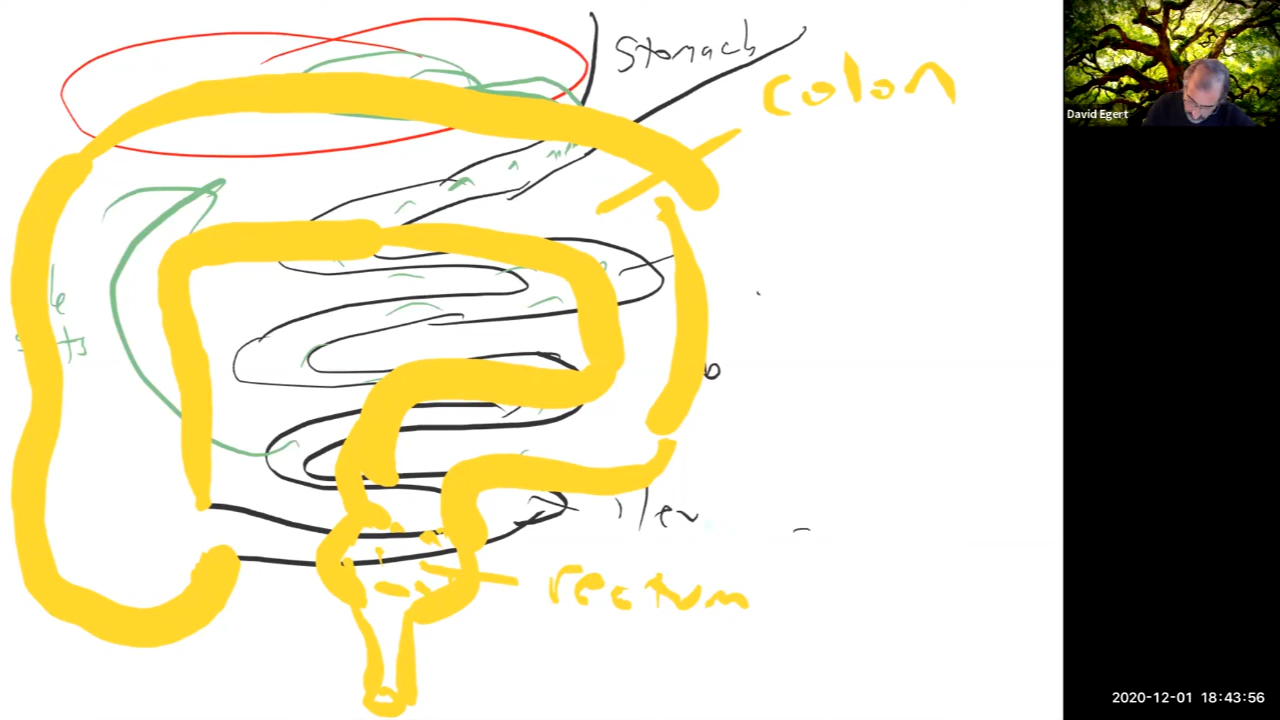 Stomach
colon
David Egert
rectum
2020-12-01 18:43:56